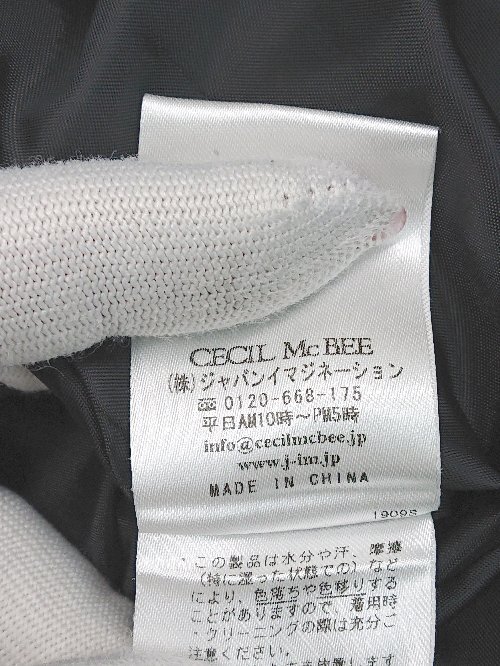 CECIL McBEE
(株)ジャパンイマジネーション
☎ 0120-668-175
平日AM10時～PM5時
info@cecilmcbee.jp
www.j-im.jp
MADE IN CHINA
1909S
・この製品は水分や汗、摩擦
(特に湿った状態での)など
により、色落ちや色移りする
ことがありますので、着用時
・クリーニングの際は充分ご
注意ください。